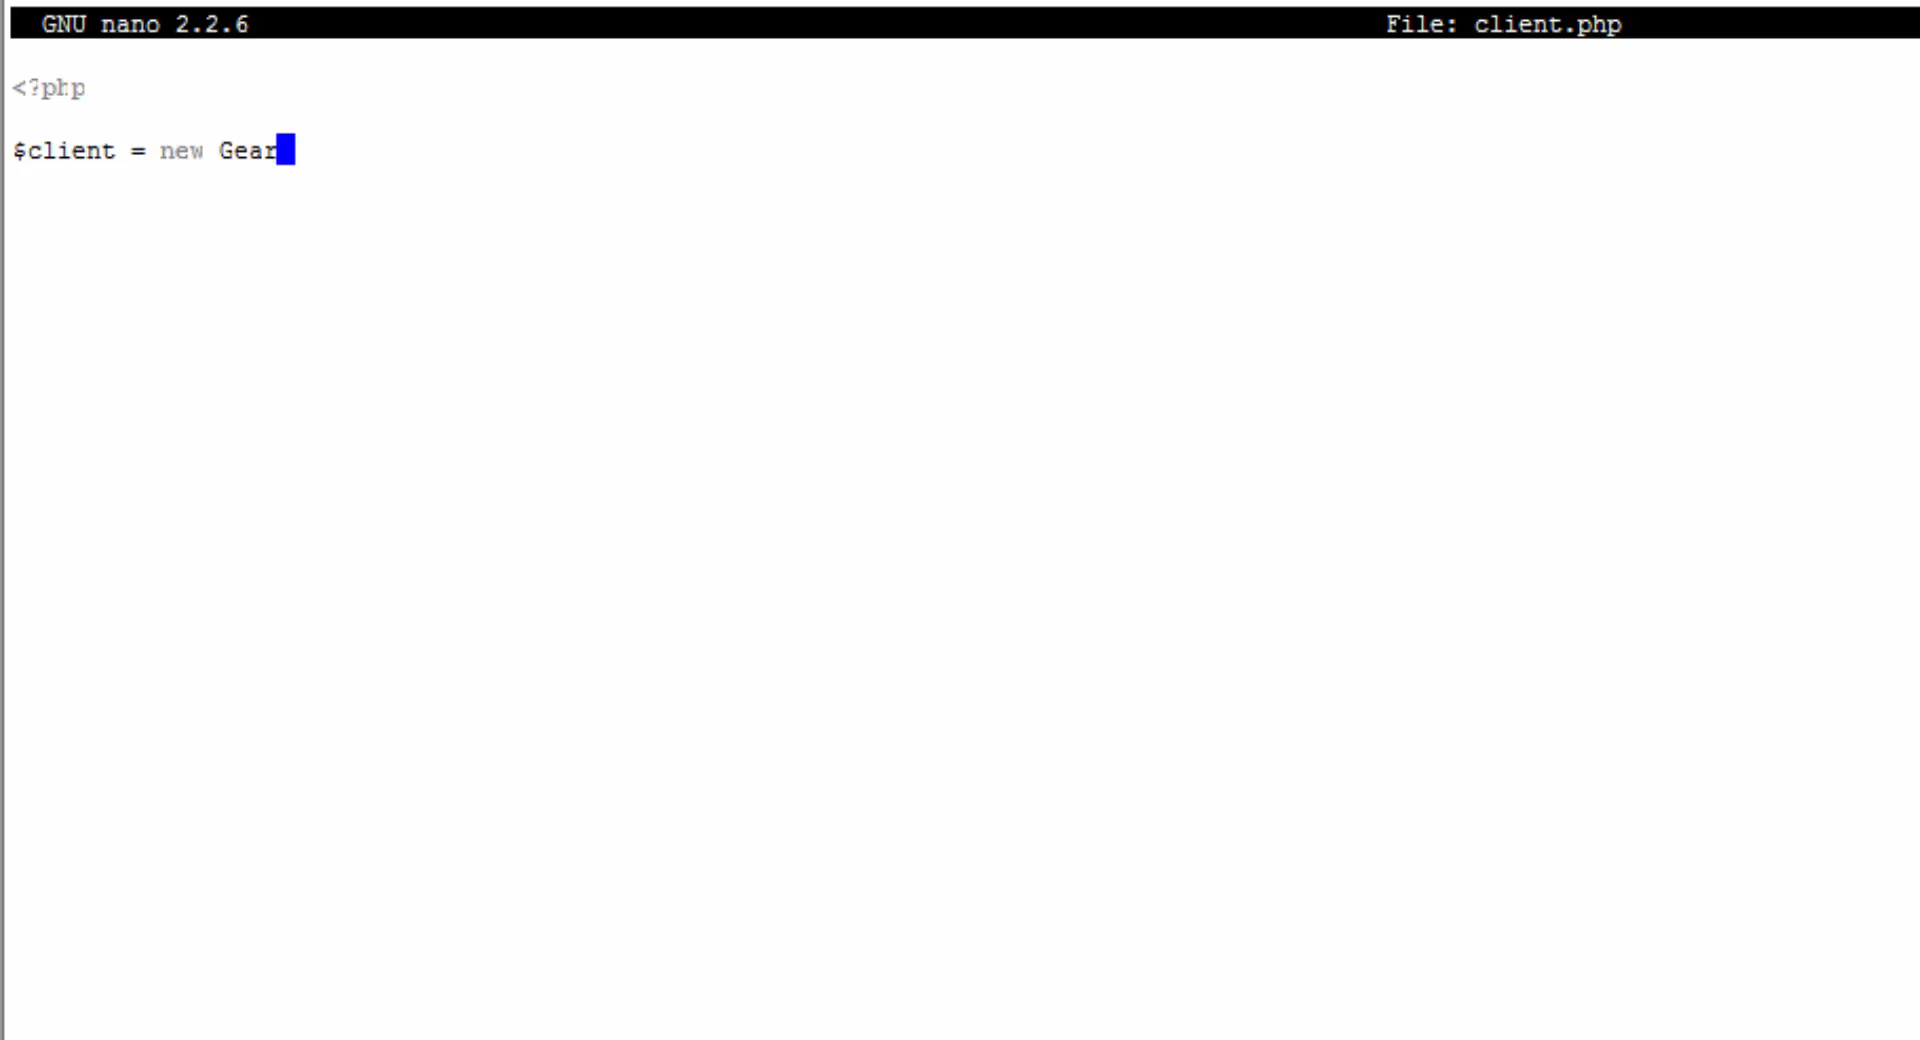 GNU nano 2.2.6 File: client.php
<?php
$client = new Gear